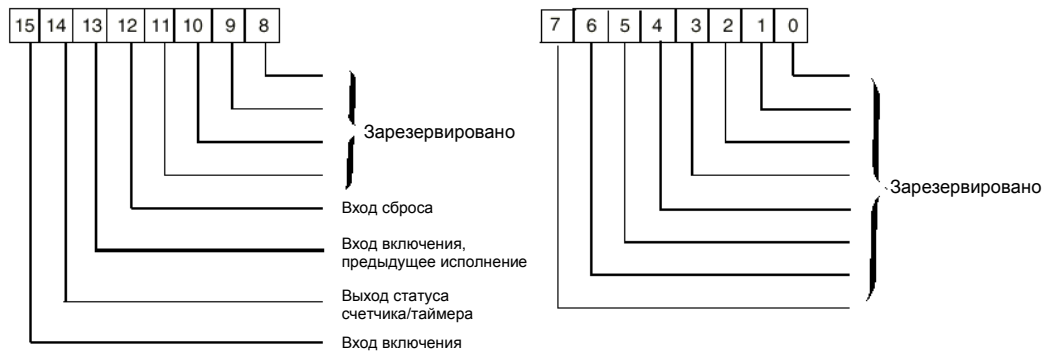 15 14 13 12 11 10 9 8
7 6 5 4 3 2 1 0
Зарезервировано
Вход сброса
Вход включения,
предыдущее исполнение
Выход статуса
счетчика/таймера
Вход включения
Зарезервировано